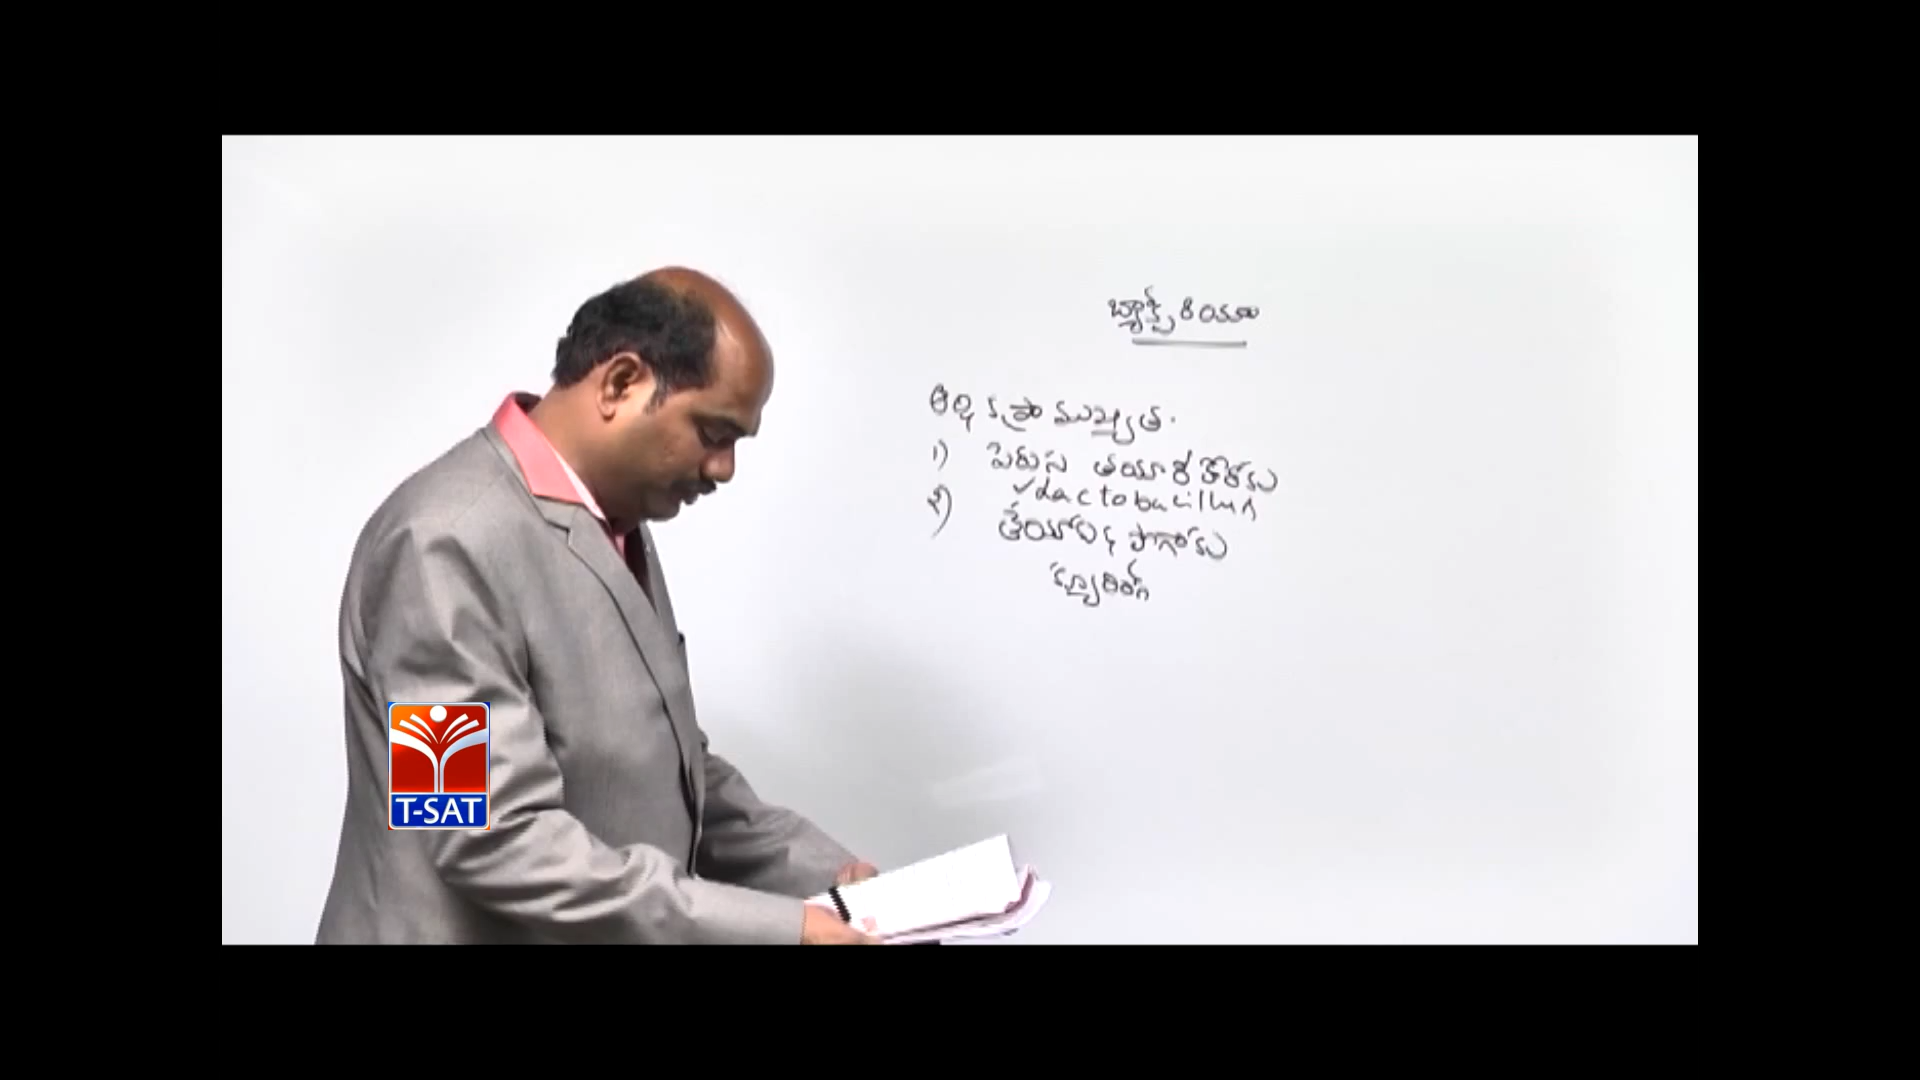 బ్యాక్టీరియా
ఆర్థిక ప్రాముఖ్యత.
1) పెరుగు తయారీ కొరకు
✓Lactobacillus
2) తేయాకు పొగాకు
క్యూరింగ్
T-SAT